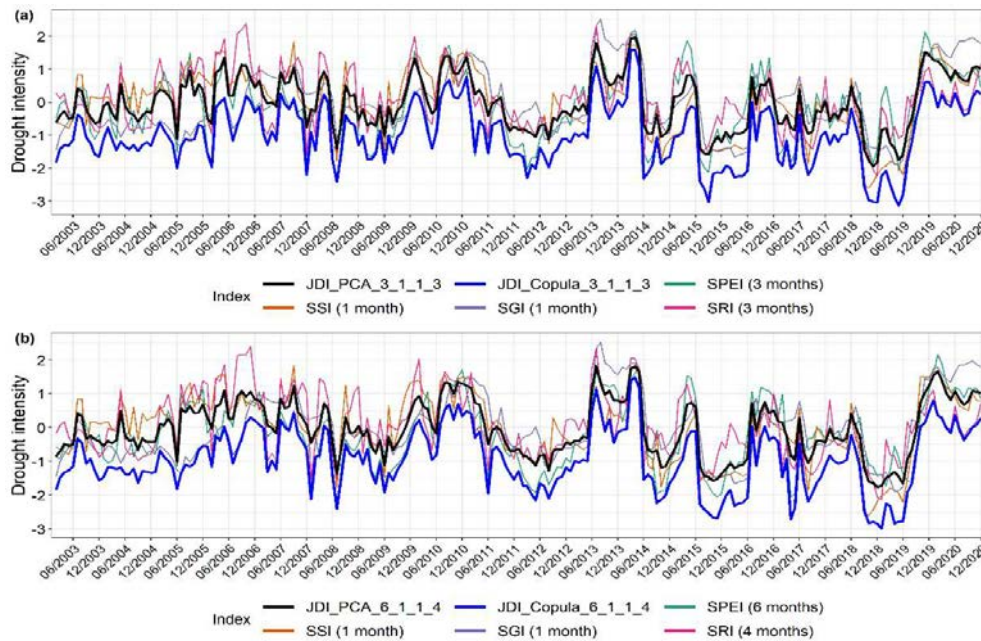 (a)
Drought intensity
2
1
0
-1
-2
-3
06/2003 12/2003 06/2004 12/2004 06/2005 12/2005 06/2006 12/2006 06/2007 12/2007 06/2008 12/2008 06/2009 12/2009 06/2010 12/2010 06/2011 12/2011 06/2012 12/2012 06/2013 12/2013 06/2014 12/2014 06/2015 12/2015 06/2016 12/2016 06/2017 12/2017 06/2018 12/2018 06/2019 12/2019 06/2020 12/2020
Index
JDI_PCA_3_1_1_3 JDI_Copula_3_1_1_3 SPEI (3 months)
SSI (1 month) SGI (1 month) SRI (3 months)
(b)
Drought intensity
2
1
0
-1
-2
-3
06/2003 12/2003 06/2004 12/2004 06/2005 12/2005 06/2006 12/2006 06/2007 12/2007 06/2008 12/2008 06/2009 12/2009 06/2010 12/2010 06/2011 12/2011 06/2012 12/2012 06/2013 12/2013 06/2014 12/2014 06/2015 12/2015 06/2016 12/2016 06/2017 12/2017 06/2018 12/2018 06/2019 12/2019 06/2020 12/2020
Index
JDI_PCA_6_1_1_4 JDI_Copula_6_1_1_4 SPEI (6 months)
SSI (1 month) SGI (1 month) SRI (4 months)